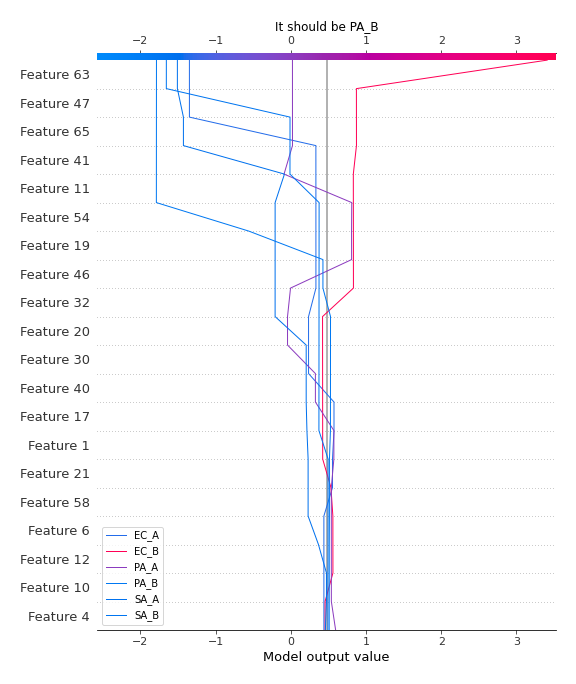 It should be PA_B
−2 −1 0 1 2 3
Feature 63
Feature 47
Feature 65
Feature 41
Feature 11
Feature 54
Feature 19
Feature 46
Feature 32
Feature 20
Feature 30
Feature 40
Feature 17
Feature 1
Feature 21
Feature 58
Feature 6
Feature 12
Feature 10
Feature 4
EC_A
EC_B
PA_A
PA_B
SA_A
SA_B
−2 −1 0 1 2 3
Model output value